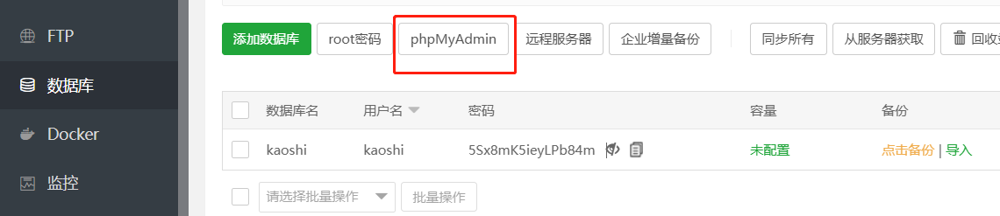 FTP
数据库
Docker
监控
添加数据库 root密码 phpMyAdmin 远程服务器 企业增量备份 同步所有 从服务器获取 回收
数据库名 用户名 密码 容量 备份
kaoshi kaoshi 5Sx8mK5ieyLPb84m 未配置 点击备份 | 导入
请选择批量操作 批量操作